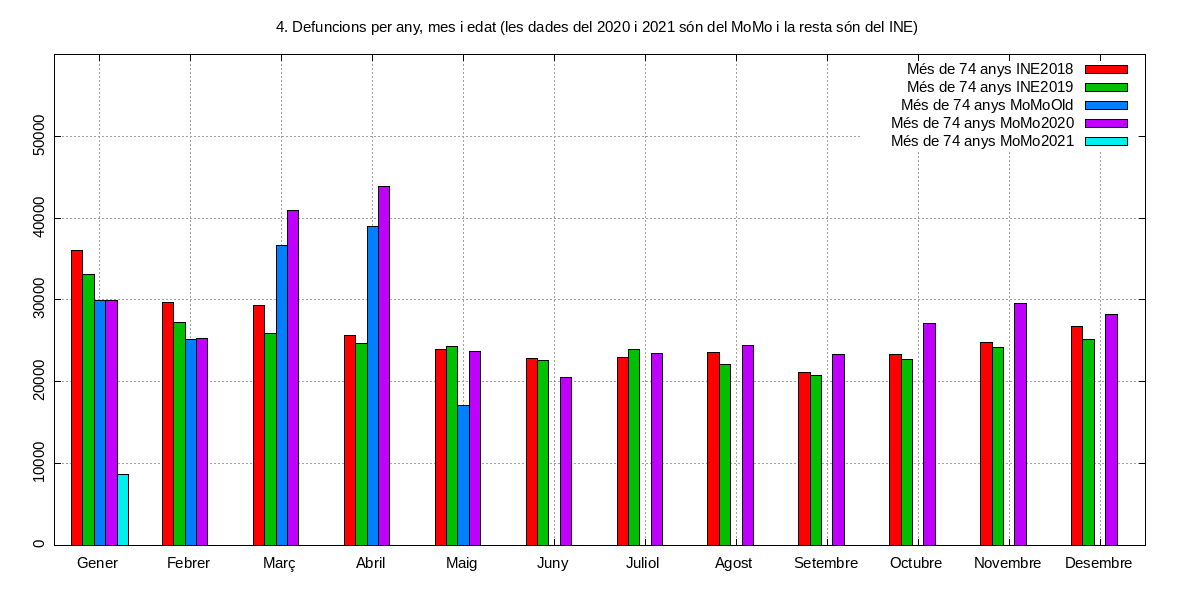 4. Defuncions per any, mes i edat (les dades del 2020 i 2021 són del MoMo i la resta són del INE)
Més de 74 anys INE2018
Més de 74 anys INE2019
Més de 74 anys MoMoOld
Més de 74 anys MoMo2020
Més de 74 anys MoMo2021
50000
40000
30000
20000
10000
0
Gener Febrer Març Abril Maig Juny Juliol Agost Setembre Octubre Novembre Desembre